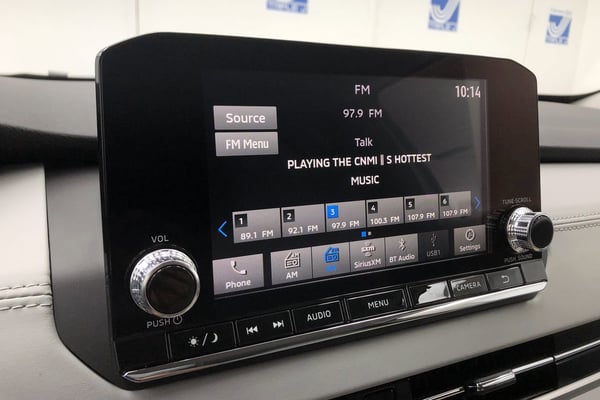 FM
10:14
Source
97.9 FM
FM Menu
Talk
PLAYING THE CNMI || S HOTTEST
MUSIC
1 2 3 4 5 6
89.1 FM 92.1 FM 97.9 FM 100.3 FM 107.9 FM 107.9 FM
Phone AM SiriusXM BT Audio USB1 Settings
VOL
PUSH
TUNE·SCROLL
PUSH SOUND
AUDIO
MENU
CAMERA